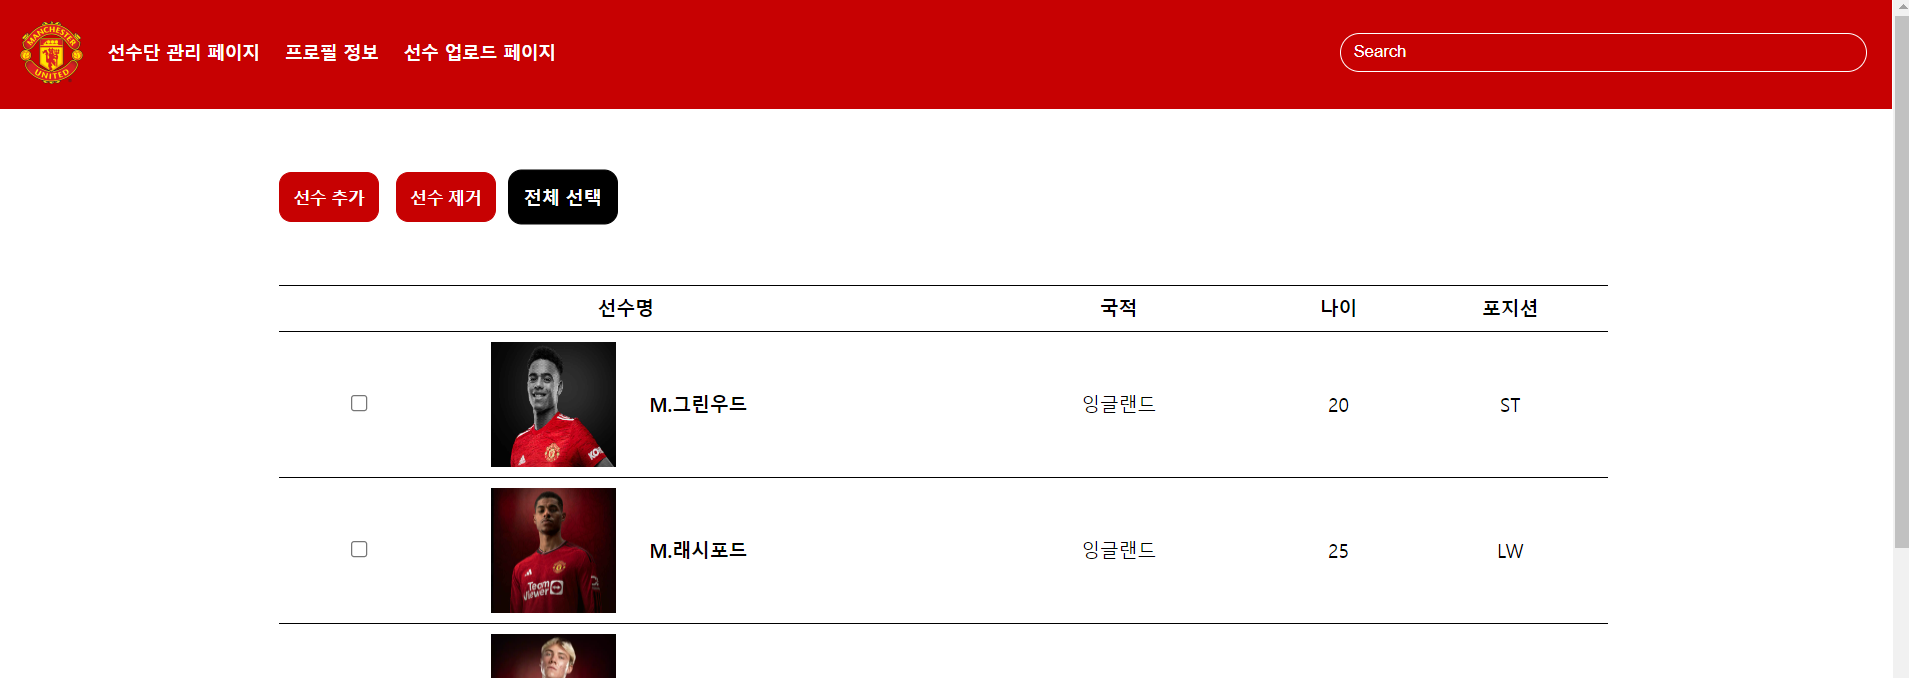 MANCHESTER
UNITED
선수단 관리 페이지 프로필 정보 선수 업로드 페이지 Search
선수 추가 선수 제거 전체 선택
선수명 국적 나이 포지션
M.그린우드 잉글랜드 20 ST
M.래시포드 잉글랜드 25 LW
Team
Viewer